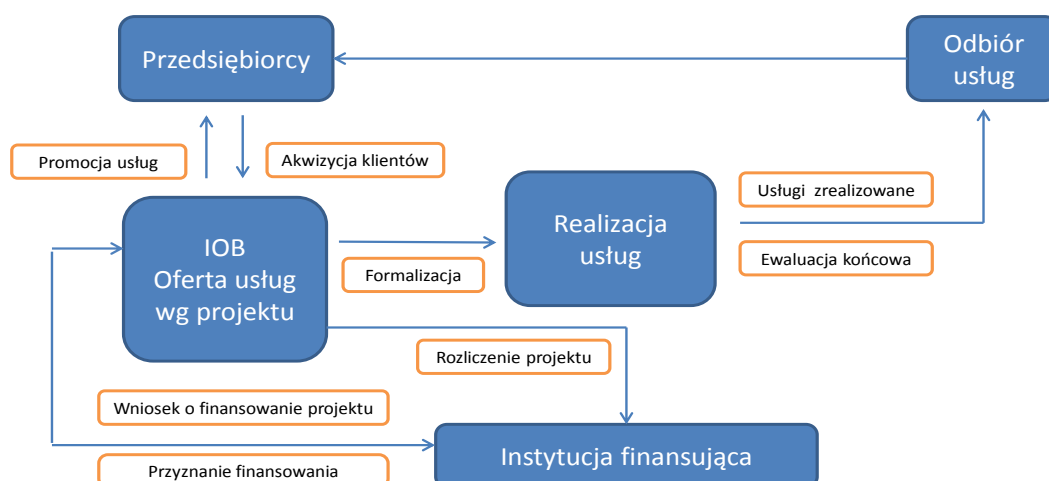 Przedsiębiorcy
Odbiór
usług
Promocja usług
Akwizycja klientów
Usługi zrealizowane
IOB
Oferta usług
wg projektu
Realizacja
usług
Formalizacja
Ewaluacja końcowa
Rozliczenie projektu
Wniosek o finansowanie projektu
Instytucja finansująca
Przyznanie finansowania